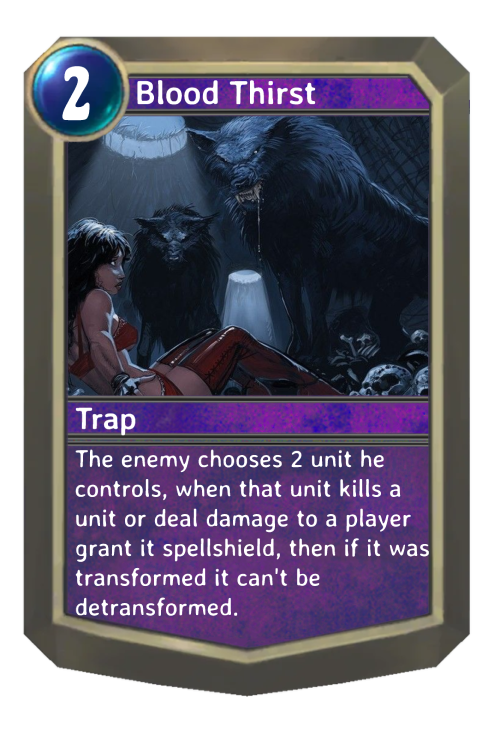 2
Blood Thirst
Trap
The enemy chooses 2 unit he
controls, when that unit kills a
unit or deal damage to a player
grant it spellshield, then if it was
transformed it can't be
detransformed.